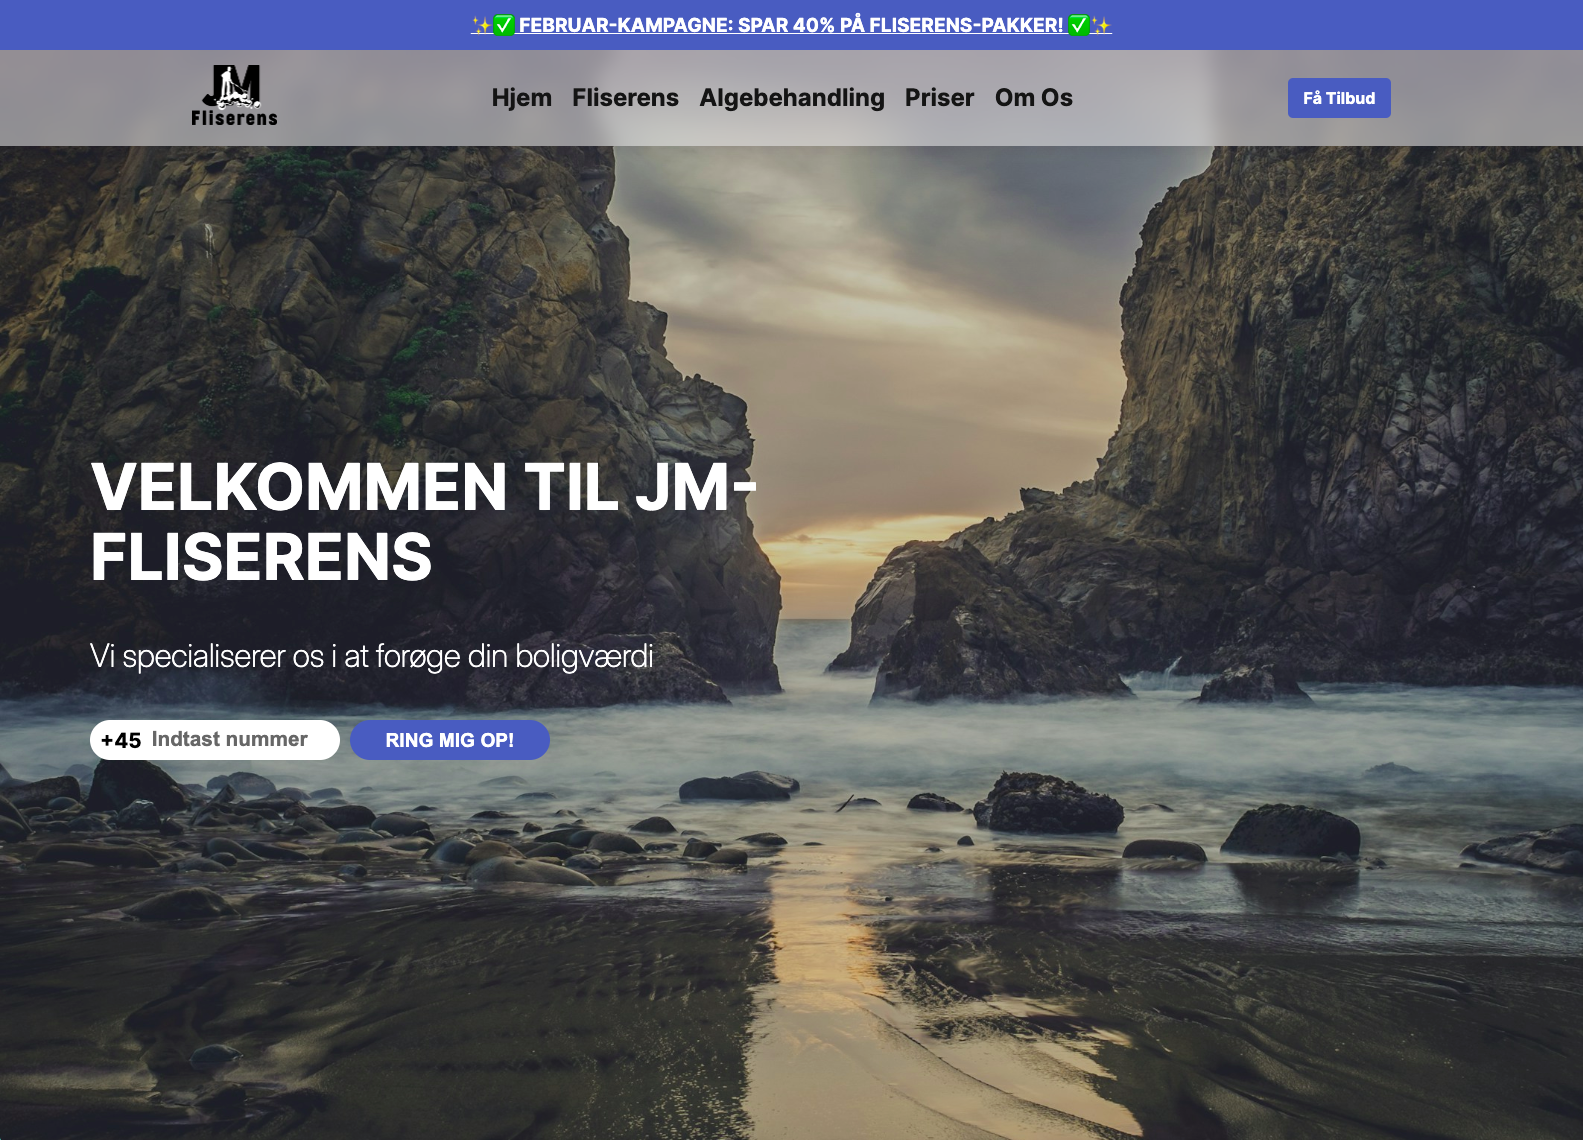 ✨✅ FEBRUAR-KAMPAGNE: SPAR 40% PÅ FLISERENS-PAKKER! ✅✨
JM
Fliserens
Hjem Fliserens Algebehandling Priser Om Os
Få Tilbud
VELKOMMEN TIL JM-
FLISERENS
Vi specialiserer os i at forøge din boligværdi
+45 Indtast nummer
RING MIG OP!